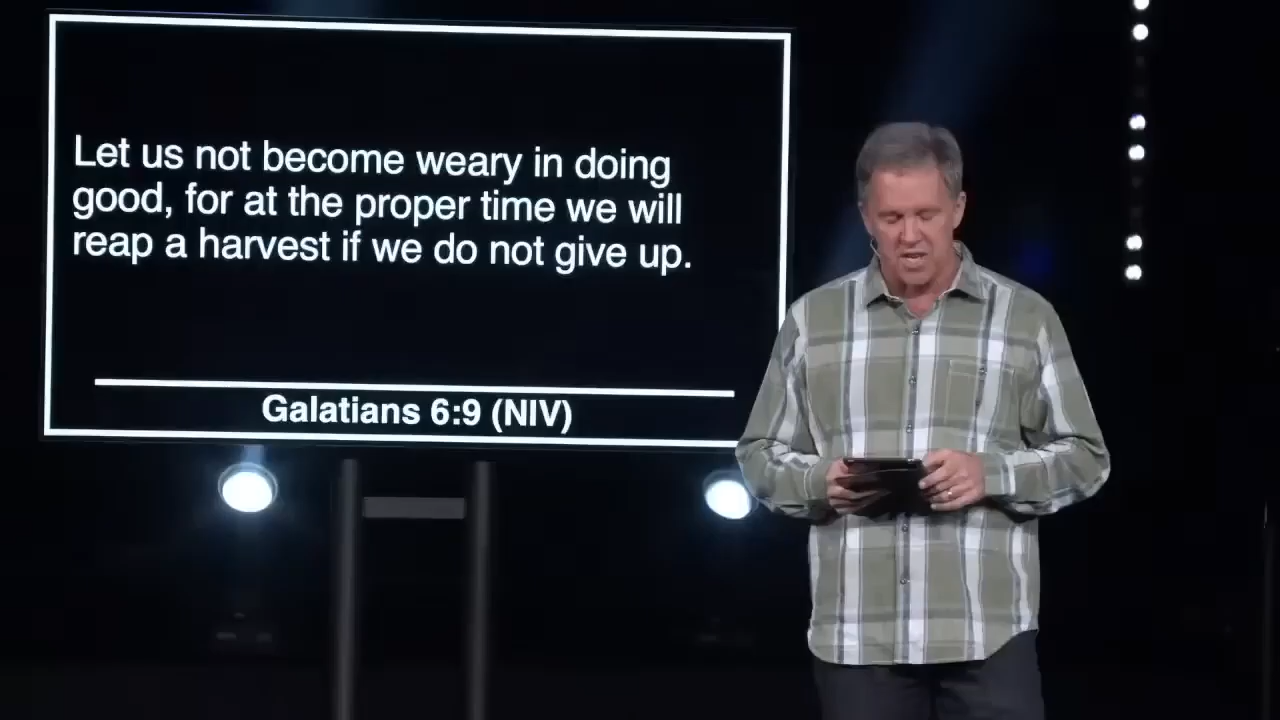 Let us not become weary in doing
good, for at the proper time we will
reap a harvest if we do not give up.
Galatians 6:9 (NIV)